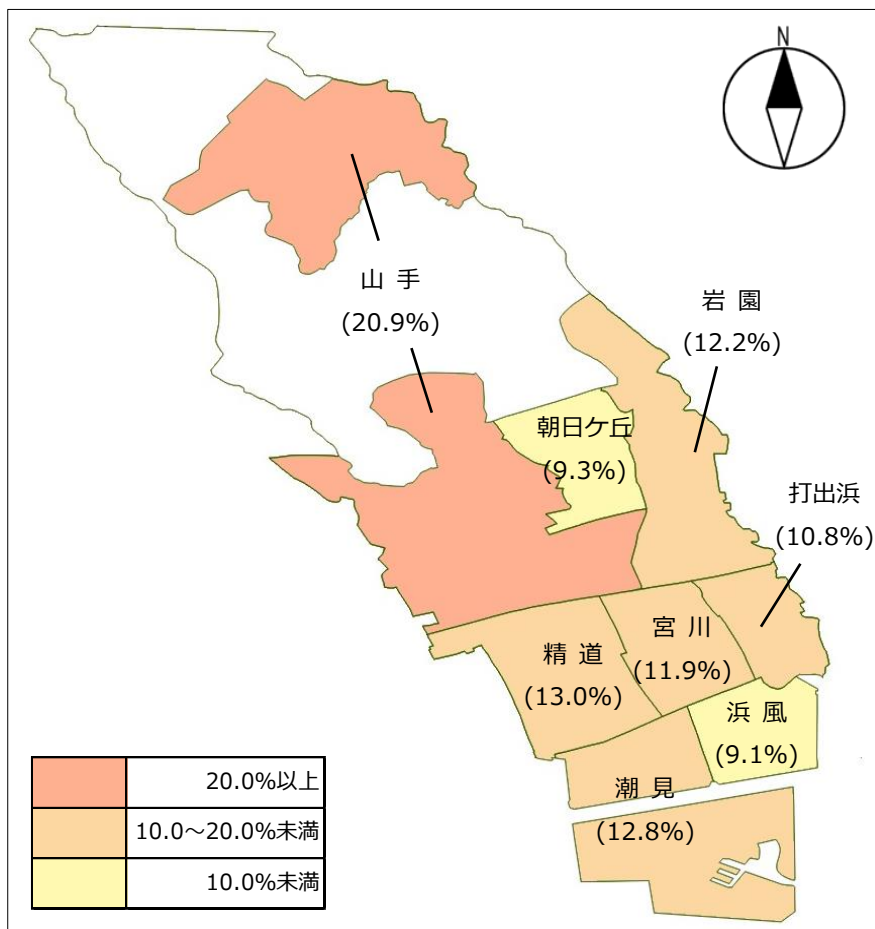 N
山 手
(20.9%)
岩 園
(12.2%)
朝日ケ丘
(9.3%)
打出浜
(10.8%)
宮 川
(11.9%)
精 道
(13.0%)
浜 風
(9.1%)
潮 見
(12.8%)
20.0%以上
10.0～20.0%未満
10.0%未満